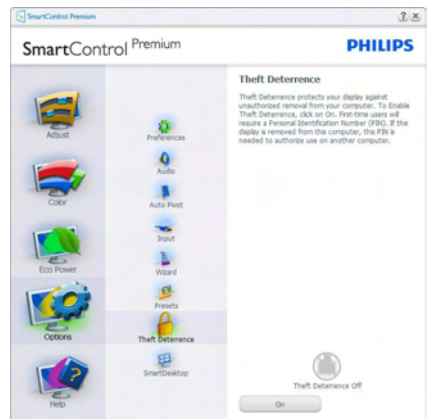 SmartControl Premium
SmartControl Premium
PHILIPS
Adjust
Color
Eco Power
Options
Help
Preferences
Audio
Auto Pivot
Input
Wizard
Presets
Theft Deterrence
SmartDesktop
Theft Deterrence
Theft Deterrence protects your display against
unauthorized removal from your computer. To Enable
Theft Deterrence, click on On. First-time users will
require a Personal Identification Number (PIN). If the
display is removed from this computer, this PIN is
needed to authorize use on another computer.
Theft Deterrence Off
On